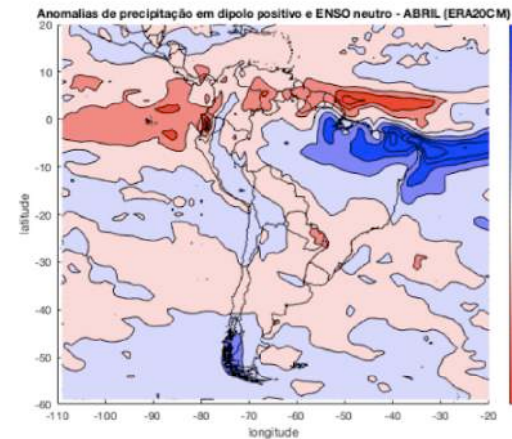 Anomalias de precipitação em dipolo positivo e ENSO neutro - ABRIL (ERA20CM)
20
10
0
-10
-20
-30
-40
-50
-60
latitude
-110 -100 -90 -80 -70 -60 -50 -40 -30 -20
longitude